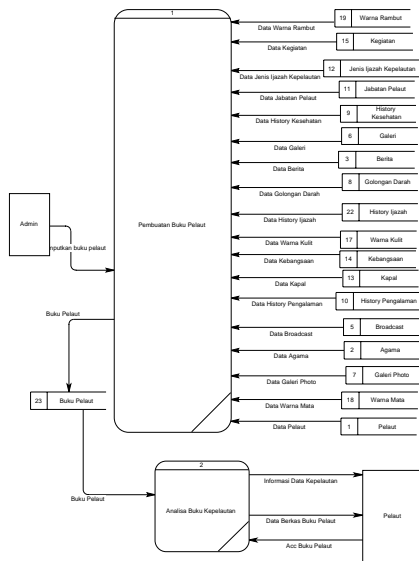 1
19 Warna Rambut
Data Warna Rambut
15 Kegiatan
Data Kegiatan
12 Jenis Ijazah Kepelautan
Data Jenis Ijazah Kepelautan
11 Jabatan Pelaut
Data Jabatan Pelaut
9 History Kesehatan
Data History Kesehatan
6 Galeri
Data Galeri
3 Berita
Data Berita
8 Golongan Darah
Data Golongan Darah
Admin
Pembuatan Buku Pelaut
22 History Ijazah
Data History Ijazah
17 Warna Kulit
Data Warna Kulit
nputkan buku pelaut
14 Kebangsaan
Data Kebangsaan
13 Kapal
Data Kapal
10 History Pengalaman
Data History Pengalaman
Buku Pelaut
5 Broadcast
Data Broadcast
2 Agama
Data Agama
7 Galeri Photo
Data Galeri Photo
23 Buku Pelaut
18 Warna Mata
Data Warna Mata
1 Pelaut
Data Pelaut
2
Buku Pelaut
Analisa Buku Kepelautan
Informasi Data Kepelautan
Data Berkas Buku Pelaut
Acc Buku Pelaut
Pelaut